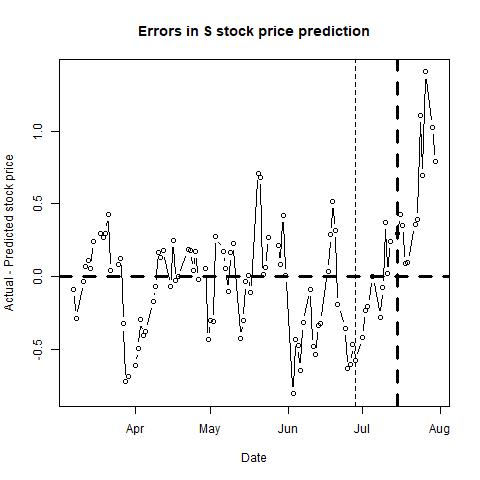 Errors in S stock price prediction
Actual - Predicted stock price
1.0
0.5
0.0
-0.5
Apr
May
Jun
Jul
Aug
Date